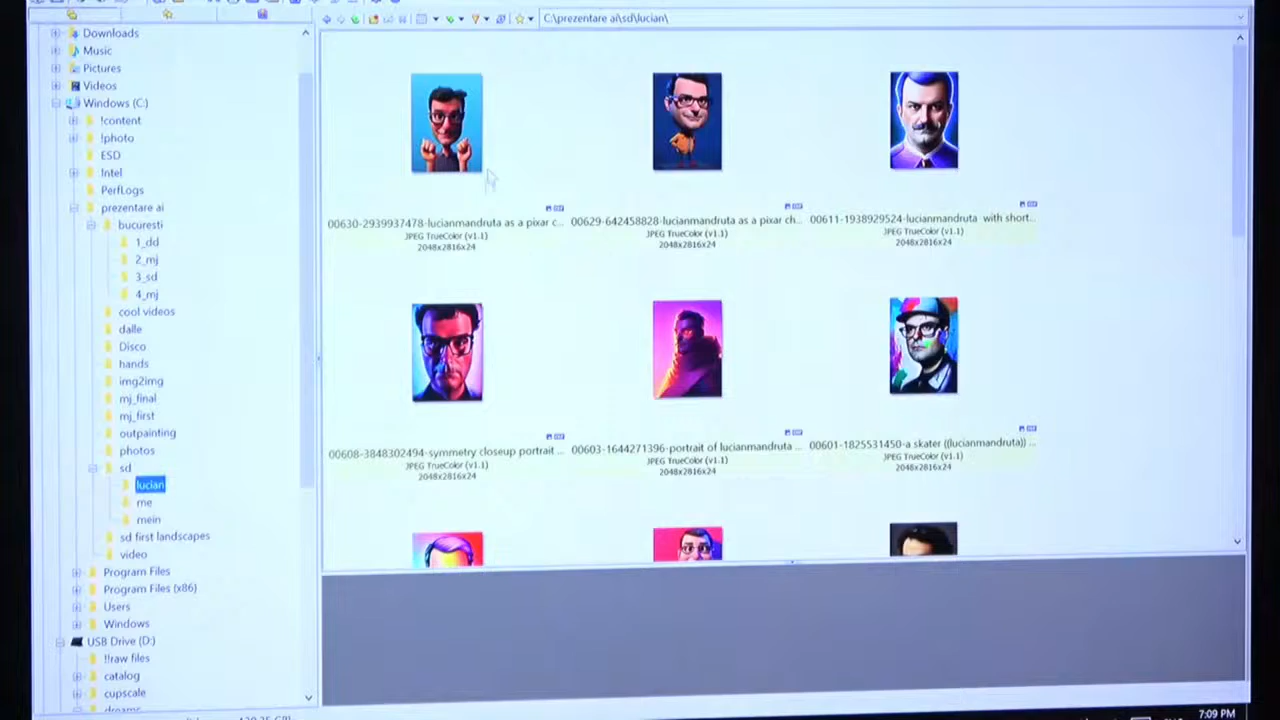 C:\prezentare ai\sd\lucian\
Downloads
Music
Pictures
Videos
Windows (C:)
!content
!photo
ESD
Intel
PerfLogs
prezentare ai
bucuresti
1_dd
2_mj
3_sd
4_mj
cool videos
dalle
Disco
hands
img2img
mj_final
mj_first
outpainting
photos
sd
lucian
me
mein
sd first landscapes
video
Program Files
Program Files (x86)
Users
Windows
USB Drive (D:)
!!raw files
catalog
cupscale
dreams
00630-2939937478-lucianmandruta as a pixar c...
JPEG TrueColor (v1.1)
2048x2816x24
00629-642458828-lucianmandruta as a pixar ch...
JPEG TrueColor (v1.1)
2048x2816x24
00611-1938929524-lucianmandruta with short...
JPEG TrueColor (v1.1)
2048x2816x24
00608-3848302494-symmetry closeup portrait ...
JPEG TrueColor (v1.1)
2048x2816x24
00603-1644271396-portrait of lucianmandruta ...
JPEG TrueColor (v1.1)
2048x2816x24
00601-1825531450-a skater ((lucianmandruta)) ...
JPEG TrueColor (v1.1)
2048x2816x24
7:09 PM